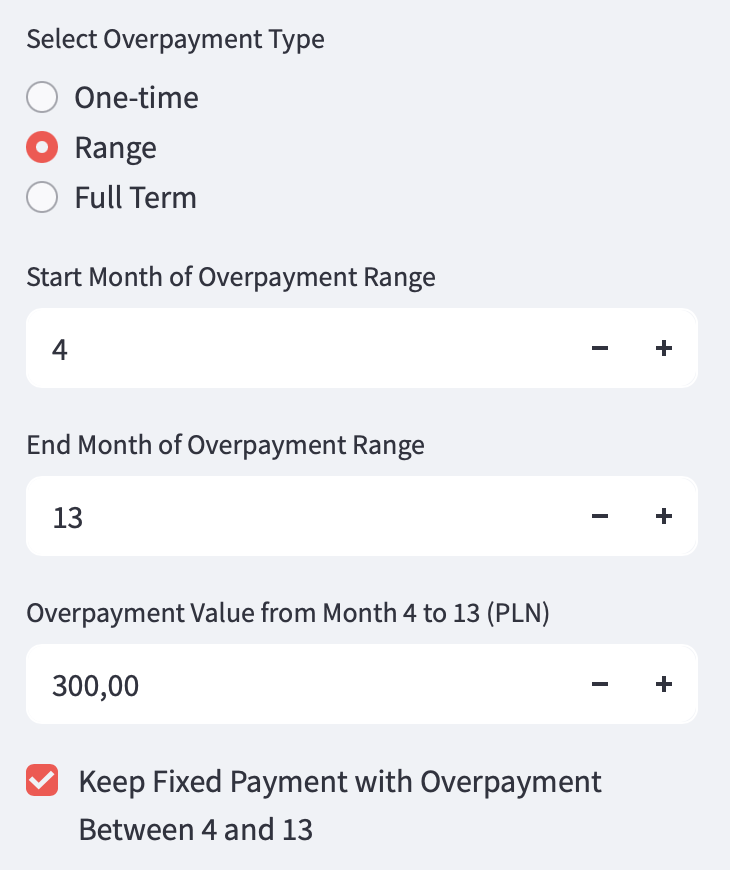 Select Overpayment Type
One-time
Range
Full Term
Start Month of Overpayment Range
4
End Month of Overpayment Range
13
Overpayment Value from Month 4 to 13 (PLN)
300,00
Keep Fixed Payment with Overpayment
Between 4 and 13